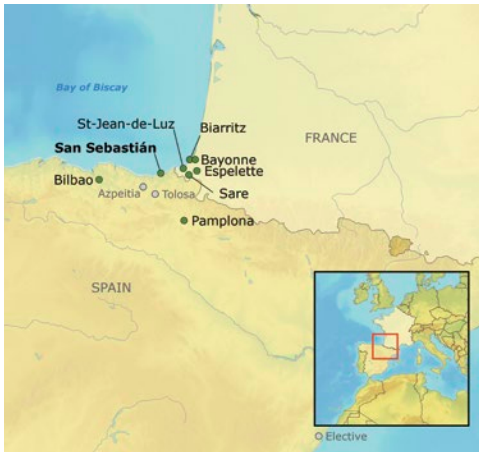 Bay of Biscay
St-Jean-de-Luz
Biarritz
FRANCE
San Sebastián
Bayonne
Espelette
Bilbao
Azpeitia
Tolosa
Sare
Pamplona
SPAIN
Elective